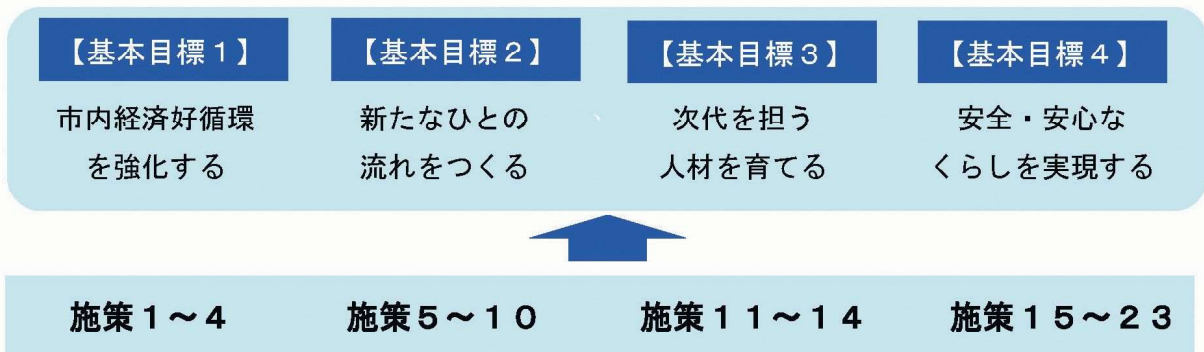 【基本目標1】
市内経済好循環
を強化する
【基本目標2】
新たなひとの
流れをつくる
【基本目標3】
次代を担う
人材を育てる
【基本目標4】
安全・安心な
くらしを実現する
施策1～4
施策5～10
施策11～14
施策15～23